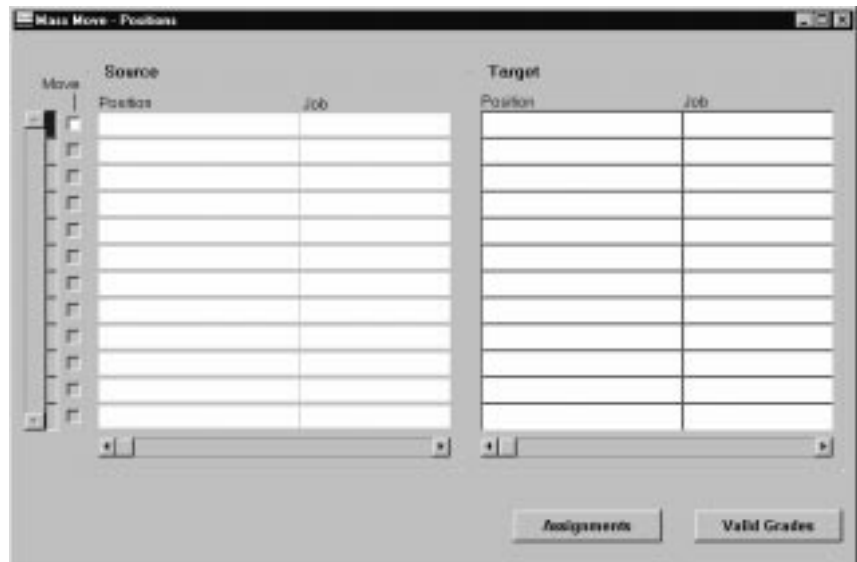 Mass Move - Positions
Source
Target
Move
Position Job
Position Job
Assignments
Valid Grades